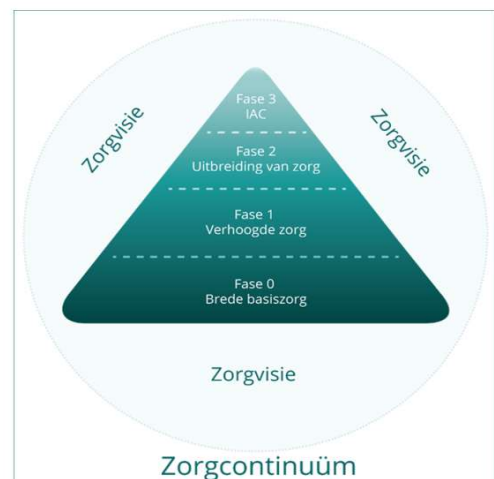 Zorgvisie
Zorgvisie
Fase 3
IAC
Fase 2
Uitbreiding van zorg
Fase 1
Verhoogde zorg
Fase 0
Brede basiszorg
Zorgvisie
Zorgcontinuüm